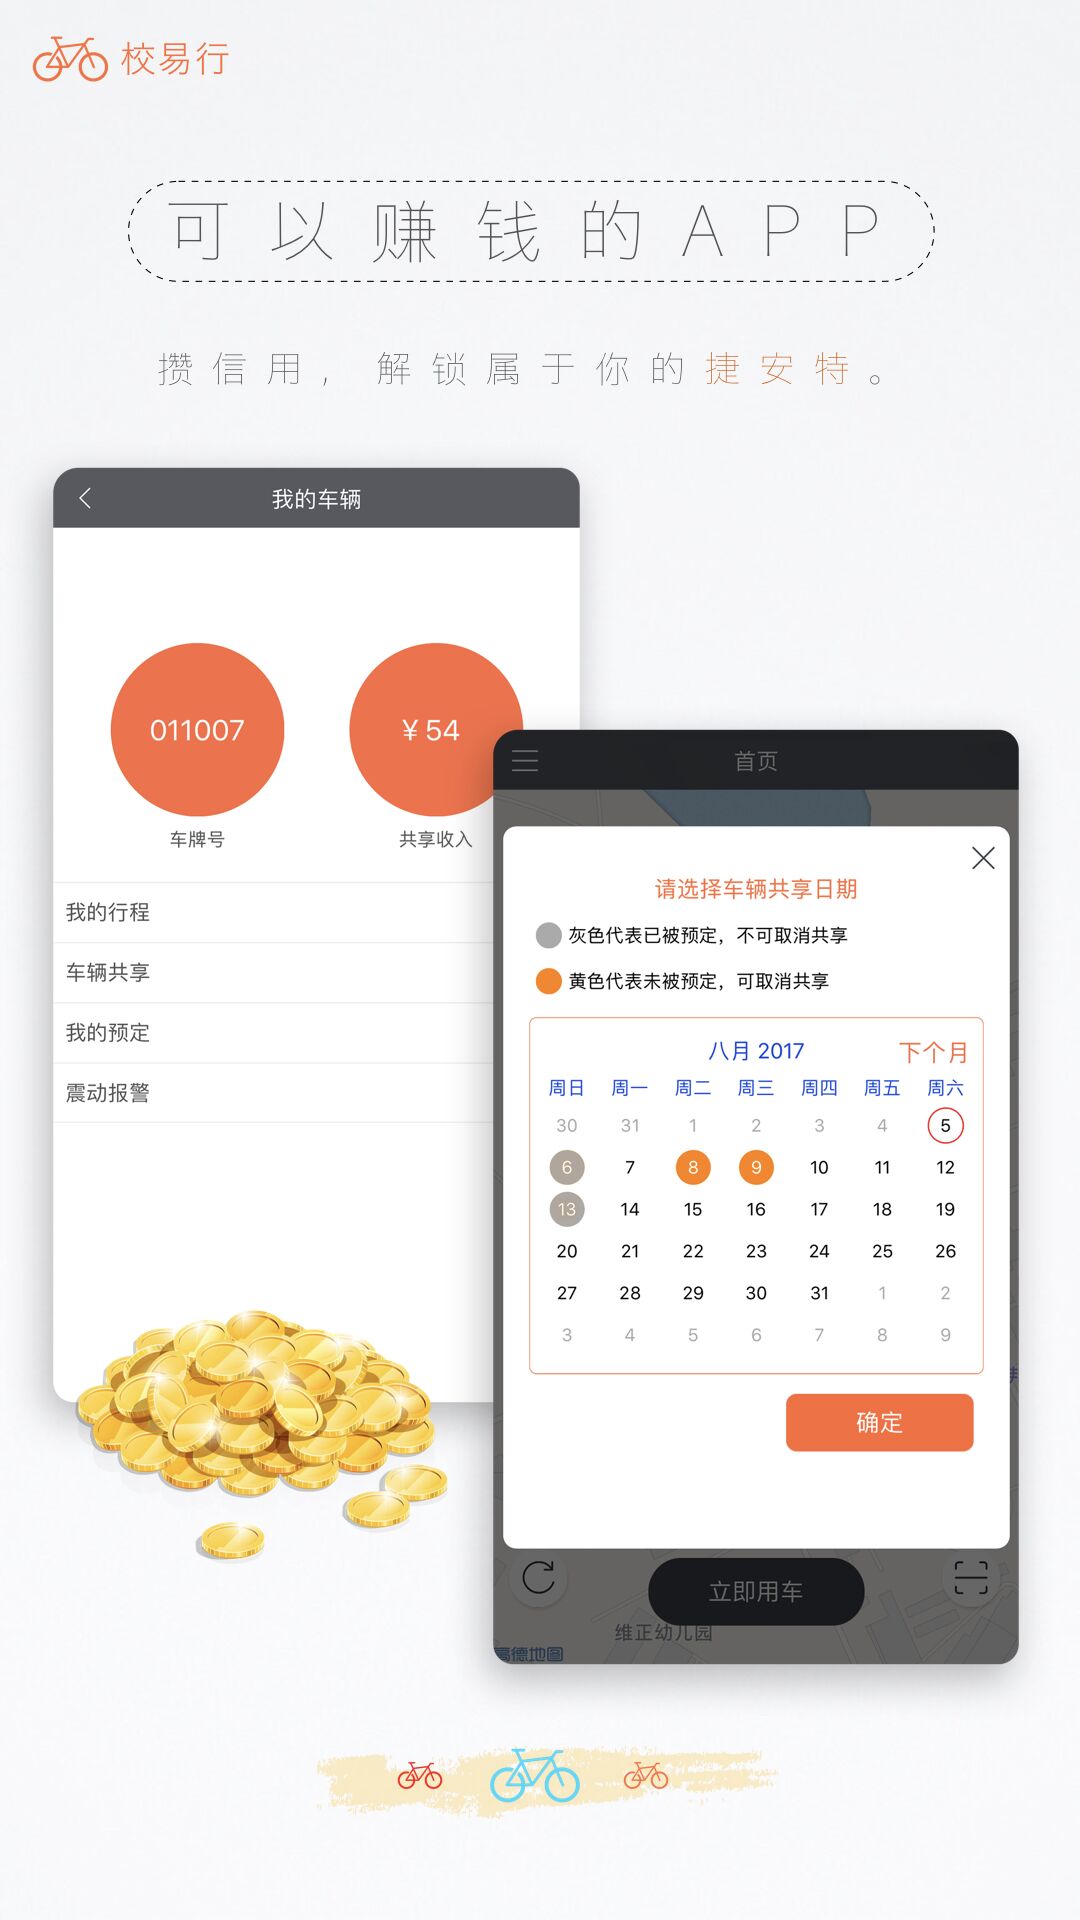 校易行
可以赚钱的APP
攒信用, 解锁属于你的捷安特。
我的车辆
011007
¥54
车牌号
共享收入
我的行程
车辆共享
我的预定
震动报警
首页
请选择车辆共享日期
灰色代表已被预定，不可取消共享
黄色代表未被预定，可取消共享
八月 2017
下个月
周日 周一 周二 周三 周四 周五 周六
30 31 1 2 3 4 5
6 7 8 9 10 11 12
13 14 15 16 17 18 19
20 21 22 23 24 25 26
27 28 29 30 31 1 2
3 4 5 6 7 8 9
确定
立即用车
维正幼儿园
高德地图